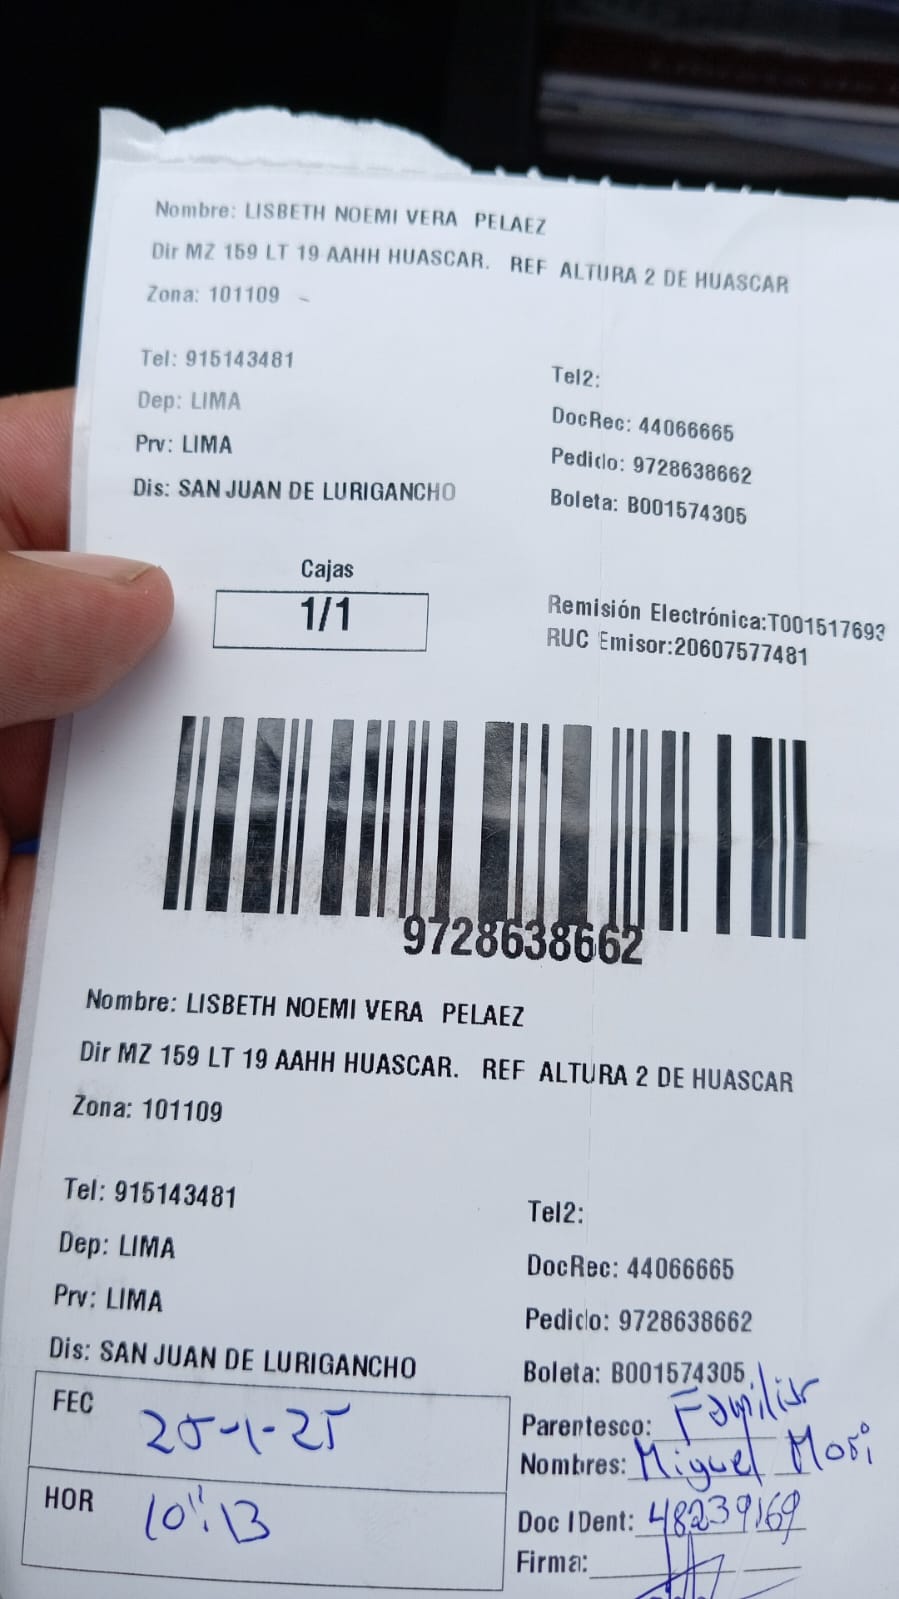 Nombre: LISBETH NOEMI VERA PELAEZ
Dir MZ 159 LT 19 AAHH HUASCAR. REF ALTURA 2 DE HUASCAR
Zona: 101109
Tel: 915143481
Tel2:
Dep: LIMA
DocRec: 44066665
Prv: LIMA
Pedido: 9728638662
Dis: SAN JUAN DE LURIGANCHO
Boleta: B001574305
Cajas
1/1
Remisión Electrónica:T001517693
RUC Emisor:20607577481
9728638662
Nombre: LISBETH NOEMI VERA PELAEZ
Dir MZ 159 LT 19 AAHH HUASCAR. REF ALTURA 2 DE HUASCAR
Zona: 101109
Tel: 915143481
Tel2:
Dep: LIMA
DocRec: 44066665
Prv: LIMA
Pedido: 9728638662
Dis: SAN JUAN DE LURIGANCHO
Boleta: B001574305
FEC 25-1-25
Parentesco: Familiar
Nombres: Miguel Mori
HOR 10:13
Doc IDent: 48239169
Firma: